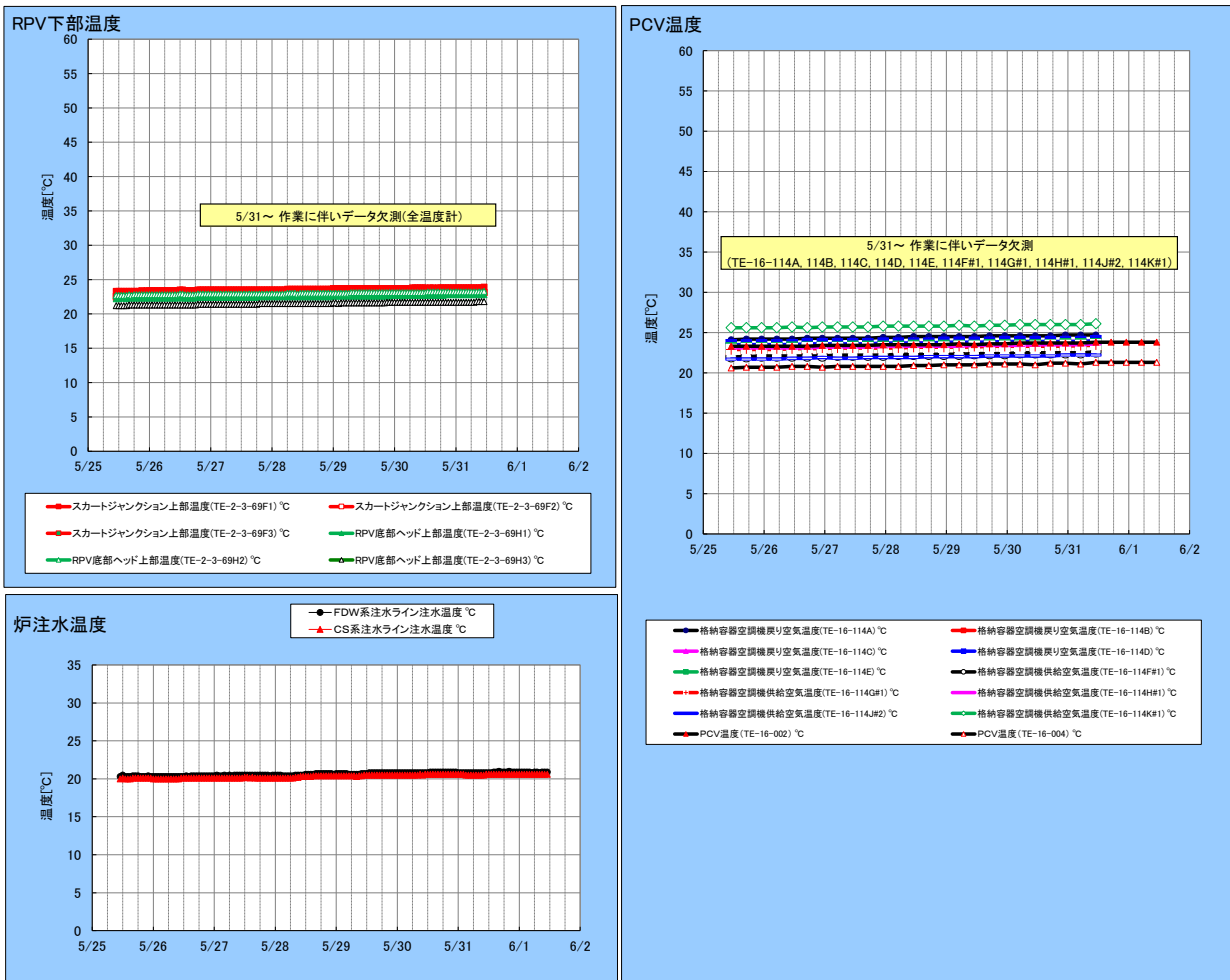 RPV下部温度
60
55
50
45
40
35
30
25
20
15
10
5
0
温度[℃]
5/31～ 作業に伴いデータ欠測(全温度計)
5/25 5/26 5/27 5/28 5/29 5/30 5/31 6/1 6/2
スカートジャンクション上部温度(TE-2-3-69F1) ℃ スカートジャンクション上部温度(TE-2-3-69F2) ℃
スカートジャンクション上部温度(TE-2-3-69F3) ℃ RPV底部ヘッド上部温度(TE-2-3-69H1) ℃
RPV底部ヘッド上部温度(TE-2-3-69H2) ℃ RPV底部ヘッド上部温度(TE-2-3-69H3) ℃
炉注水温度
FDW系注水ライン注水温度 ℃
CS系注水ライン注水温度 ℃
35
30
25
20
15
10
5
0
温度[℃]
5/25 5/26 5/27 5/28 5/29 5/30 5/31 6/1 6/2
PCV温度
60
55
50
45
40
35
30
25
20
15
10
5
0
温度[℃]
5/31～ 作業に伴いデータ欠測
(TE-16-114A, 114B, 114C, 114D, 114E, 114F#1, 114G#1, 114H#1, 114J#2, 114K#1)
5/25 5/26 5/27 5/28 5/29 5/30 5/31 6/1 6/2
格納容器空調機戻り空気温度(TE-16-114A) ℃ 格納容器空調機戻り空気温度(TE-16-114B) ℃
格納容器空調機戻り空気温度(TE-16-114C) ℃ 格納容器空調機戻り空気温度(TE-16-114D) ℃
格納容器空調機戻り空気温度(TE-16-114E) ℃ 格納容器空調機供給空気温度(TE-16-114F#1) ℃
格納容器空調機供給空気温度(TE-16-114G#1) ℃ 格納容器空調機供給空気温度(TE-16-114H#1) ℃
格納容器空調機供給空気温度(TE-16-114J#2) ℃ 格納容器空調機供給空気温度(TE-16-114K#1) ℃
PCV温度(TE-16-002) ℃ PCV温度(TE-16-004) ℃